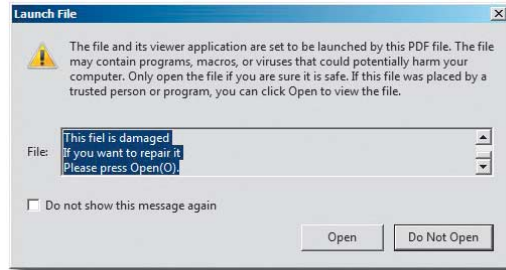 Launch File
The file and its viewer application are set to be launched by this PDF file. The file
may contain programs, macros, or viruses that could potentially harm your
computer. Only open the file if you are sure it is safe. If this file was placed by a
trusted person or program, you can click Open to view the file.
File:
This fiel is damaged
If you want to repair it
Please press Open(O).
Do not show this message again
Open
Do Not Open